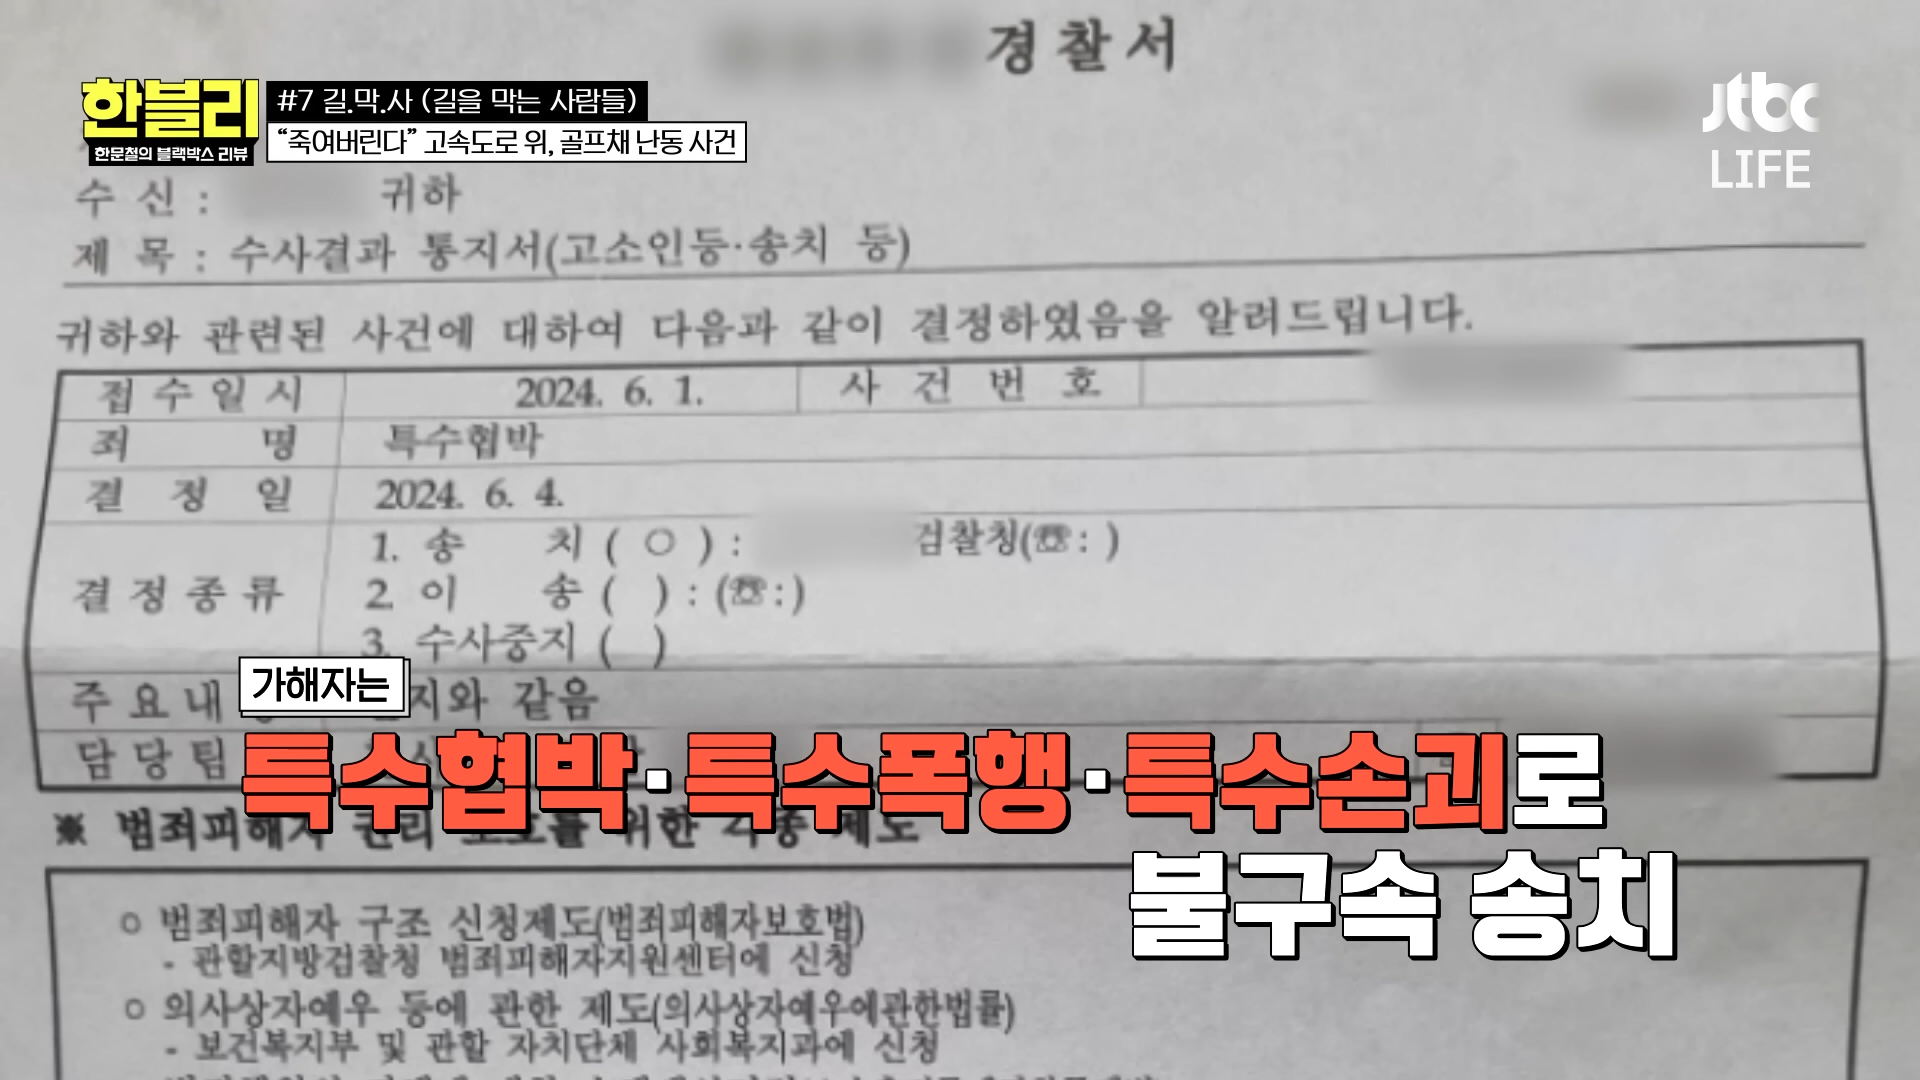 경찰서
한블리
한문철의 블랙박스 리뷰
#7 길.막.사 (길을 막는 사람들)
“죽여버린다” 고속도로 위, 골프채 난동 사건
jtbc
LIFE
수 신 : 귀하
제 목 : 수사결과 통지서(고소인등·송치 등)
귀하와 관련된 사건에 대하여 다음과 같이 결정하였음을 알려드립니다.
접수일시 2024. 6. 1. 사 건 번 호
죄 명 특수협박
결 정 일 2024. 6. 4.
결정종류
1. 송 치 ( ○ ) : 검찰청(☏: )
2. 이 송 ( ) : (☏:)
3. 수사중지 ( )
주요내 지와 같음
담당팀
가해자는
특수협박·특수폭행·특수손괴로
불구속 송치
※ 범죄피해자 권리 보호를 위한 각종 제도
○ 범죄피해자 구조 신청제도(범죄피해자보호법)
- 관할지방검찰청 범죄피해자지원센터에 신청
○ 의사상자예우 등에 관한 제도(의사상자예우에관한법률)
- 보건복지부 및 관할 자치단체 사회복지과에 신청